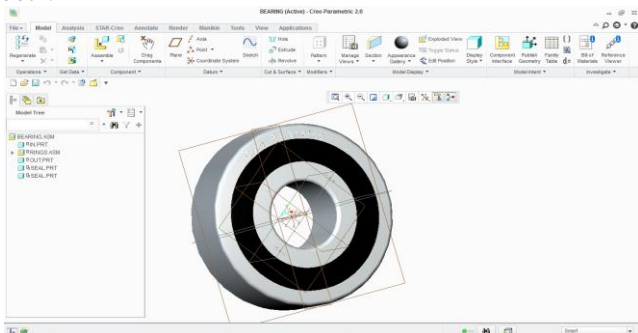 BEARING (Active) - Creo Parametric 2.0
File Model Analysis STAR-Creo Annotate Render Manikin Tools View Applications
Regenerate Assemble Drag Components Plane Axis Point Coordinate System Sketch Hole Extrude Revolve Pattern Manage Views Section Appearance Gallery Exploded View Toggle Status Edit Position Display Style Component Interface Publish Geometry Family Table d= Bill of Materials Reference Viewer
Operations Get Data Component Datum Cut & Surface Modifiers Model Display Model Intent Investigate
Model Tree
BEARING.ASM
IN.PRT
RINGS.ASM
OUT.PRT
SEAL.PRT
SEAL.PRT
Smart